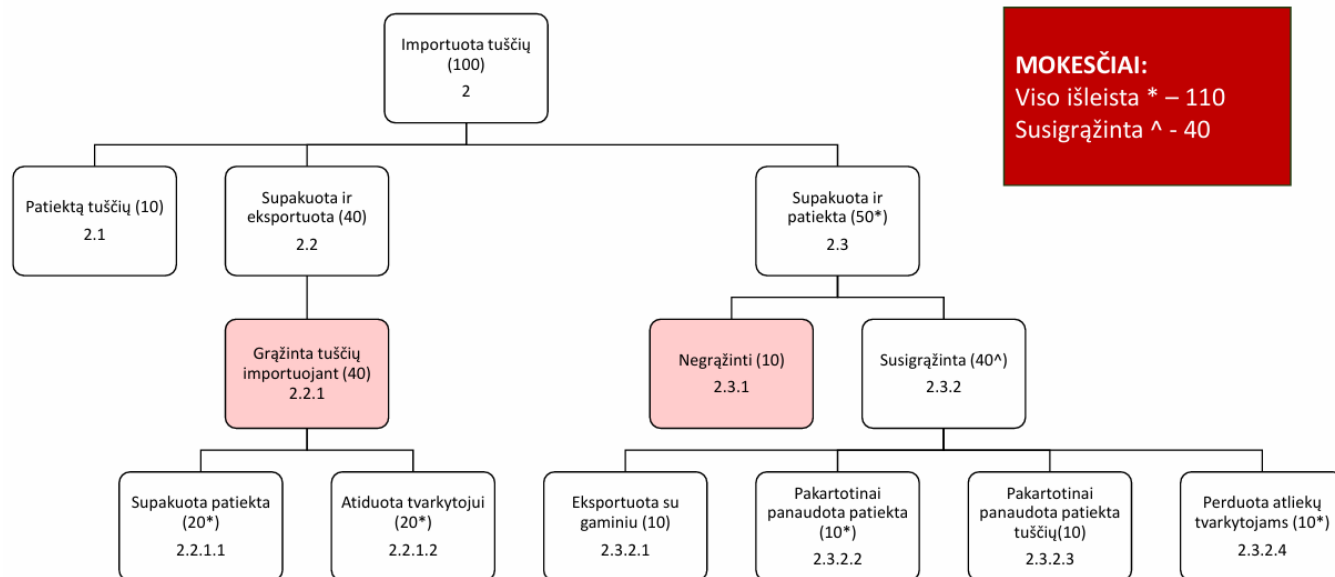 Importuota tuščių
(100)
2
MOKESČIAI:
Viso išleista * – 110
Susigrąžinta ^ - 40
Patiektą tuščių (10)
2.1
Supakuota ir
eksportuota (40)
2.2
Supakuota ir
patiekta (50*)
2.3
Grąžinta tuščių
importuojant (40)
2.2.1
Negrąžinti (10)
2.3.1
Susigrąžinta (40^)
2.3.2
Supakuota patiekta
(20*)
2.2.1.1
Atiduota tvarkytojui
(20*)
2.2.1.2
Eksportuota su
gaminiu (10)
2.3.2.1
Pakartotinai
panaudota patiekta
(10*)
2.3.2.2
Pakartotinai
panaudota patiekta
tuščių(10)
2.3.2.3
Perduota atliekų
tvarkytojams (10*)
2.3.2.4